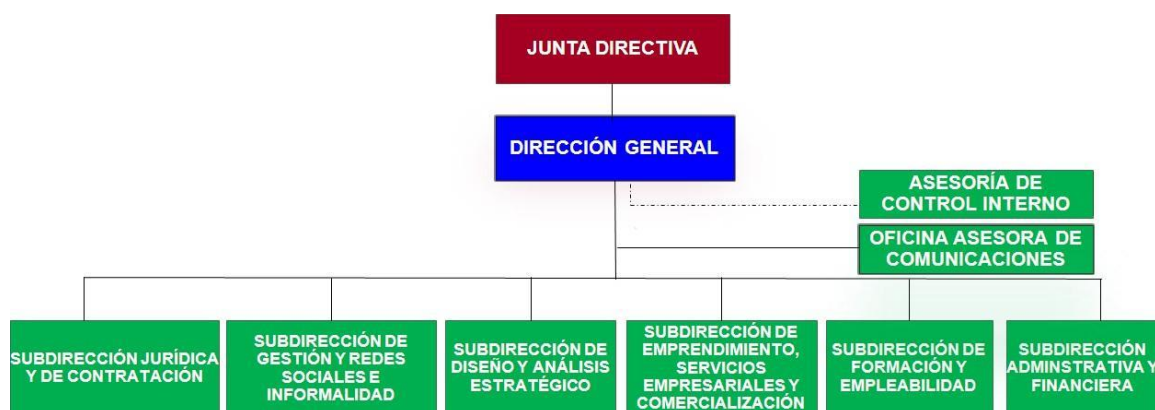 JUNTA DIRECTIVA
DIRECCIÓN GENERAL
ASESORÍA DE
CONTROL INTERNO
OFICINA ASESORA DE
COMUNICACIONES
SUBDIRECCIÓN JURÍDICA
Y DE CONTRATACIÓN
SUBDIRECCIÓN DE
GESTIÓN Y REDES
SOCIALES E
INFORMALIDAD
SUBDIRECCIÓN DE
DISEÑO Y ANÁLISIS
ESTRATÉGICO
SUBDIRECCIÓN DE
EMPRENDIMIENTO,
SERVICIOS
EMPRESARIALES Y
COMERCIALIZACIÓN
SUBDIRECCIÓN DE
FORMACIÓN Y
EMPLEABILIDAD
SUBDIRECCIÓN
ADMINSTRATIVA Y
FINANCIERA